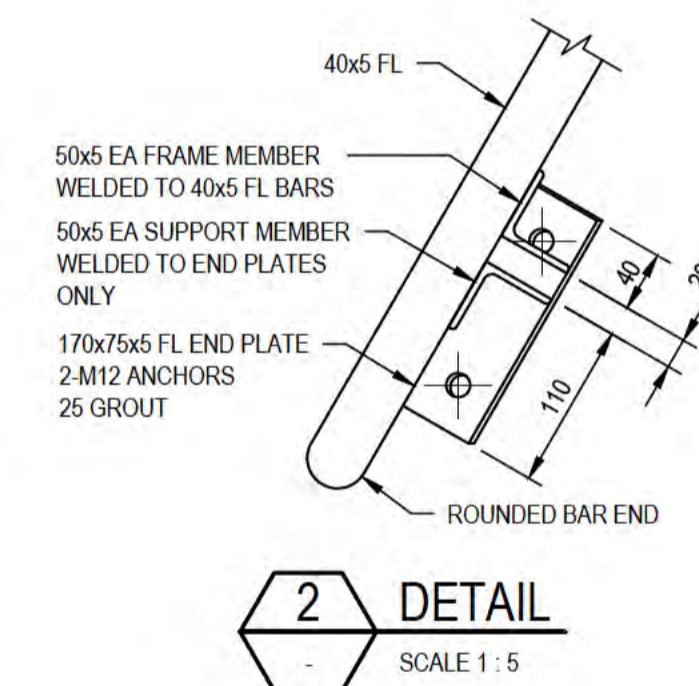 40x5 FL
50x5 EA FRAME MEMBER
WELDED TO 40x5 FL BARS
50x5 EA SUPPORT MEMBER
WELDED TO END PLATES
ONLY
170x75x5 FL END PLATE
2-M12 ANCHORS
25 GROUT
40
110
ROUNDED BAR END
2
DETAIL
-
SCALE 1 : 5